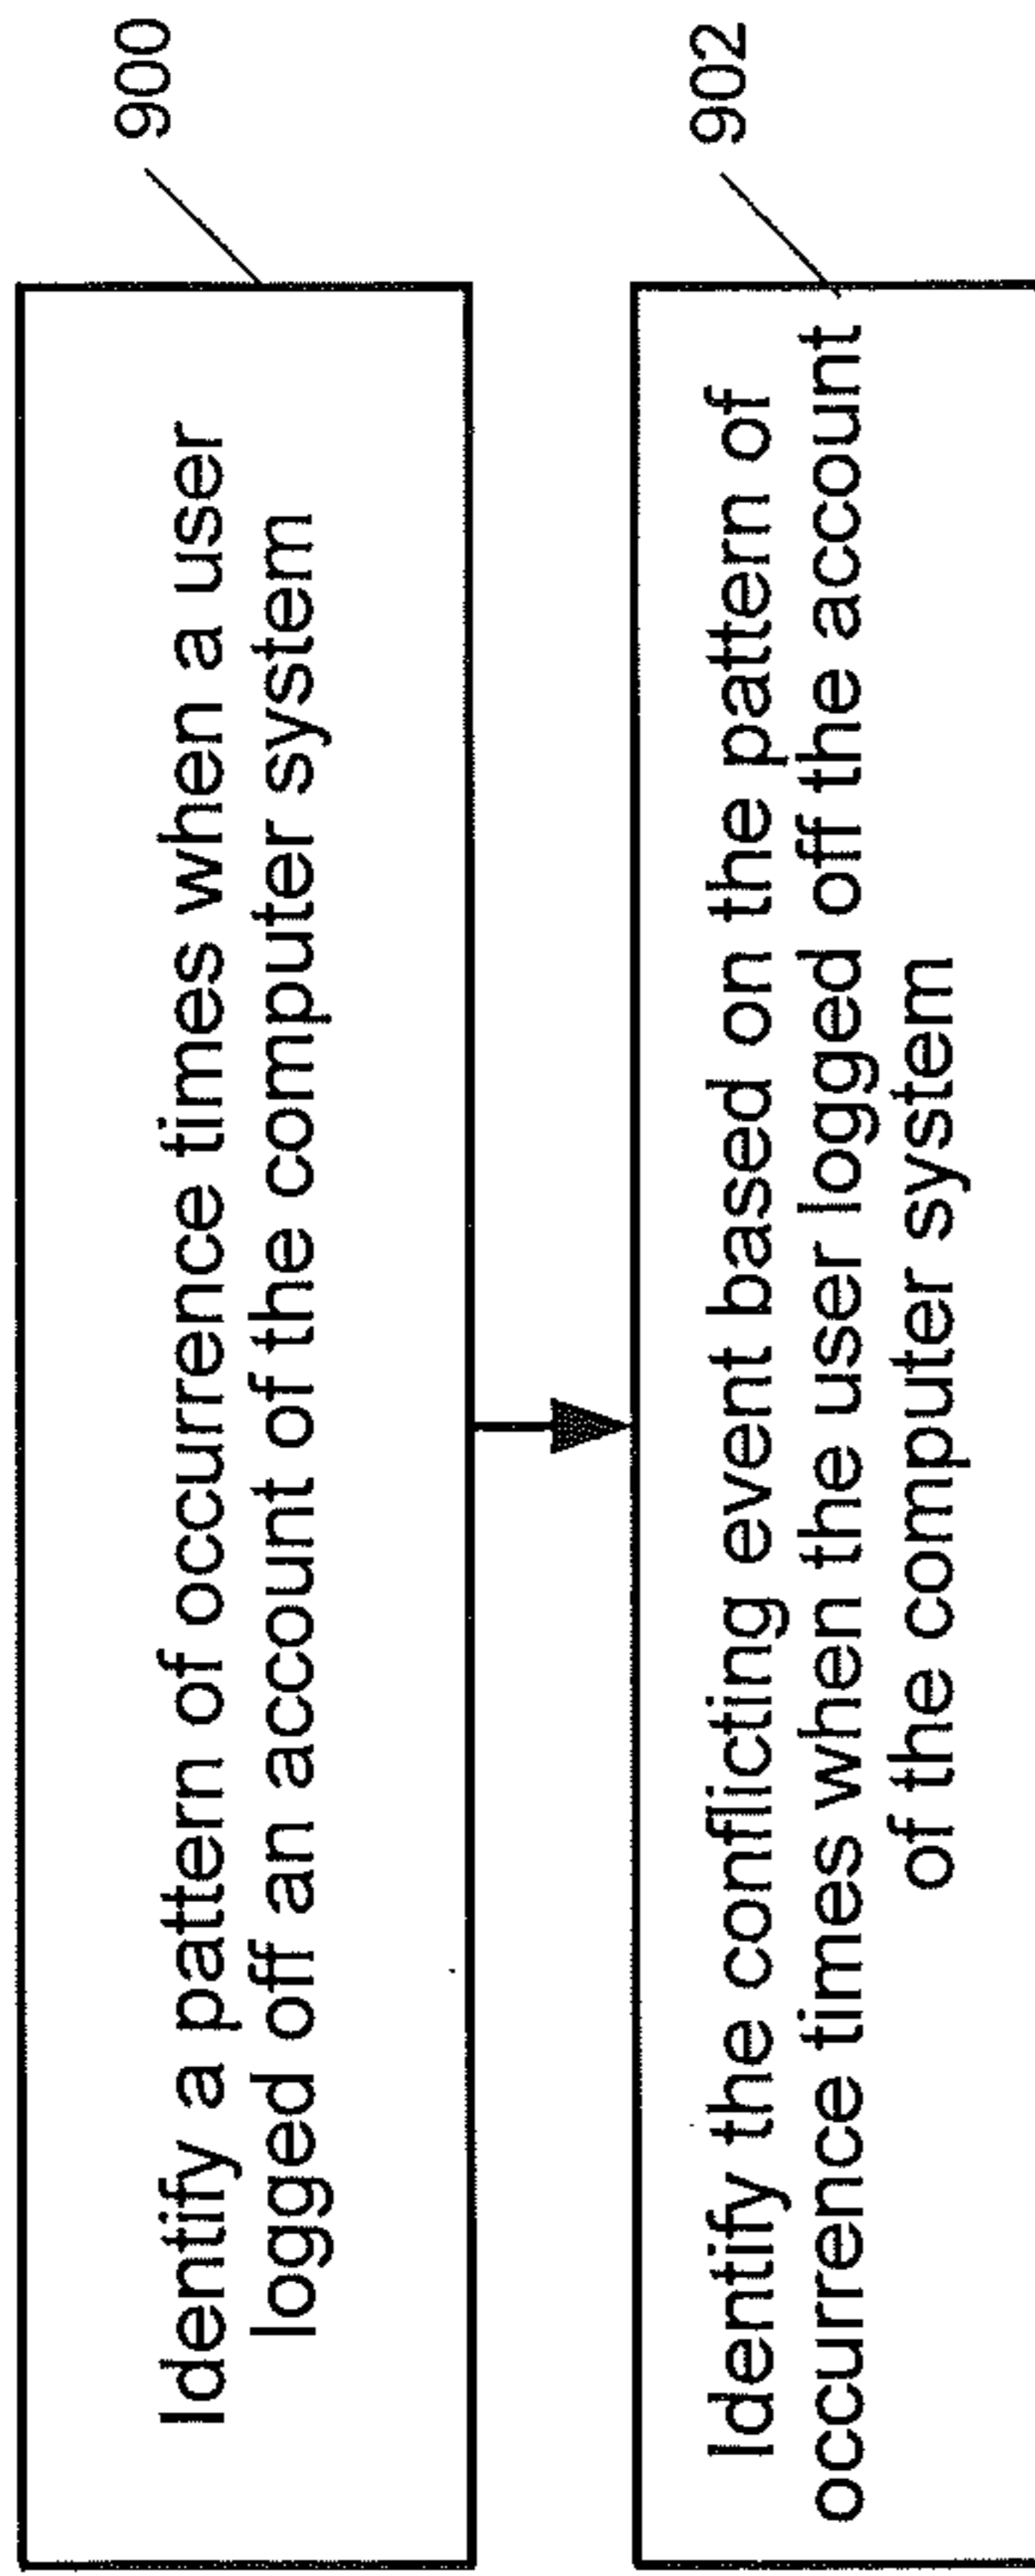 Identify a pattern of occurrence times when a user
logged off an account of the computer system
900
Identify the conflicting event based on the pattern of
occurrence times when the user logged off the account
of the computer system
902